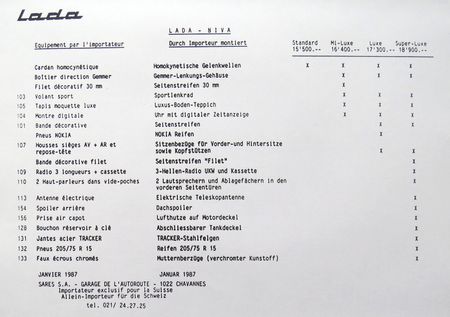 Lada
LADA - NIVA
Equipement par l'importateur Durch Importeur montiert Standard 15'500.-- Mi-Luxe 16'400.-- Luxe 17'300.-- Super-Luxe 18'900.--
Cardan homocynétique Homokynetische Gelenkwellen x x x x
Boîtier direction Gemmer Gemmer-Lenkungs-Gehäuse x x x
Filet décoratif 30 mm Seitenstreifen 30 mm x
103 Volant sport Sportlenkrad x x x
105 Tapis moquette luxe Luxus-Boden-Teppich x x x
104 Montre digitale Uhr mit digitaler Zeitanzeige x x x
101 Bande décorative Seitenstreifen x x
Pneus NOKIA NOKIA Reifen x
107 Housses sièges AV + AR et Sitzenbezüge für Vorder-und Hintersitze
repose-tête sowie Kopfstützen x x
Bande décorative filet Seitenstreifen "Filet" x
109 Radio 3 longueurs + cassette 3-Wellen-Radio UKW und Kassette x
110 2 Haut-parleurs dans vide-poches 2 Lautsprechern und Ablagefächern in den
vorderen Seitentüren x
113 Antenne électrique Elektrische Teleskopantenne x
154 Spoiler arrière Dachspoiler x
156 Prise air capot Lufthutze auf Motordeckel x
128 Bouchon réservoir à clé Abschliessbarer Tankdeckel x
131 Jantes acier TRACKER TRACKER-Stahlfelgen x
132 Pneus 205/75 R 15 Reifen 205/75 R 15 x
133 Faux écrous chromés Mutternbezüge (verchromter Kunstoff) x
JANVIER 1987 JANUAR 1987
SARES S.A. - GARAGE DE L'AUTOROUTE - 1022 CHAVANNES
Importateur exclusif pour la Suisse
Allein-Importeur für die Schweiz
tel. 021/ 24.27.25